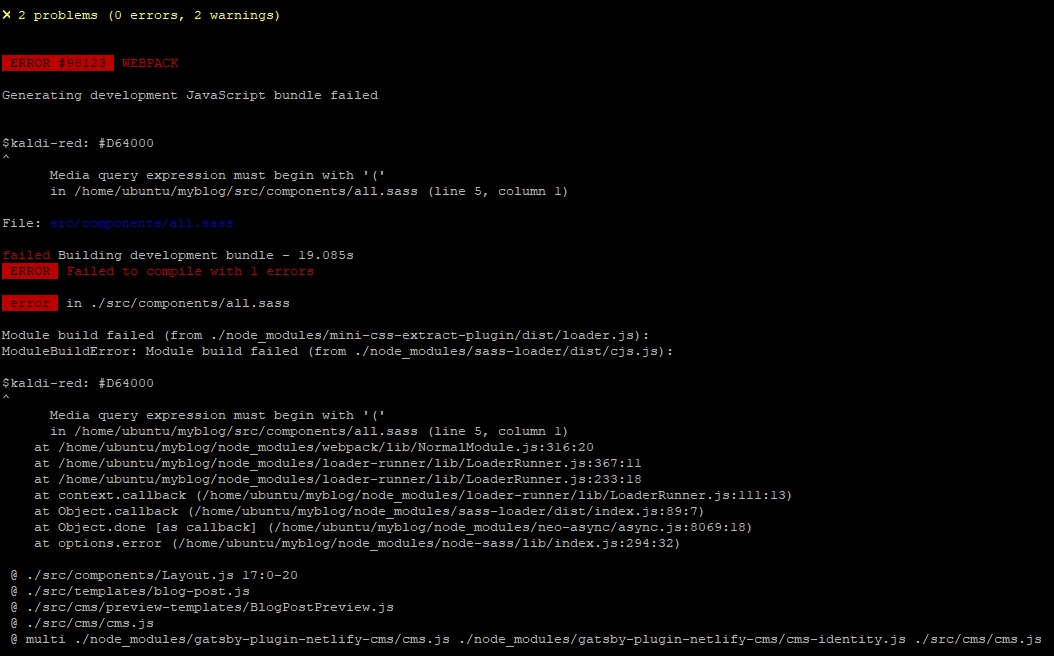 × 2 problems (0 errors, 2 warnings)
ERROR #98123 WEBPACK
Generating development JavaScript bundle failed
$kaldi-red: #D64000
^
Media query expression must begin with '('
in /home/ubuntu/myblog/src/components/all.sass (line 5, column 1)
File: src/components/all.sass
failed Building development bundle - 19.085s
ERROR Failed to compile with 1 errors
error in ./src/components/all.sass
Module build failed (from ./node_modules/mini-css-extract-plugin/dist/loader.js):
ModuleBuildError: Module build failed (from ./node_modules/sass-loader/dist/cjs.js):
$kaldi-red: #D64000
^
Media query expression must begin with '('
in /home/ubuntu/myblog/src/components/all.sass (line 5, column 1)
at /home/ubuntu/myblog/node_modules/webpack/lib/NormalModule.js:316:20
at /home/ubuntu/myblog/node_modules/loader-runner/lib/LoaderRunner.js:367:11
at /home/ubuntu/myblog/node_modules/loader-runner/lib/LoaderRunner.js:233:18
at context.callback (/home/ubuntu/myblog/node_modules/loader-runner/lib/LoaderRunner.js:111:13)
at Object.callback (/home/ubuntu/myblog/node_modules/sass-loader/dist/index.js:89:7)
at Object.done [as callback] (/home/ubuntu/myblog/node_modules/neo-async/async.js:8069:18)
at options.error (/home/ubuntu/myblog/node_modules/node-sass/lib/index.js:294:32)
@ ./src/components/Layout.js 17:0-20
@ ./src/templates/blog-post.js
@ ./src/cms/preview-templates/BlogPostPreview.js
@ ./src/cms/cms.js
@ multi ./node_modules/gatsby-plugin-netlify-cms/cms.js ./node_modules/gatsby-plugin-netlify-cms/cms-identity.js ./src/cms/cms.js